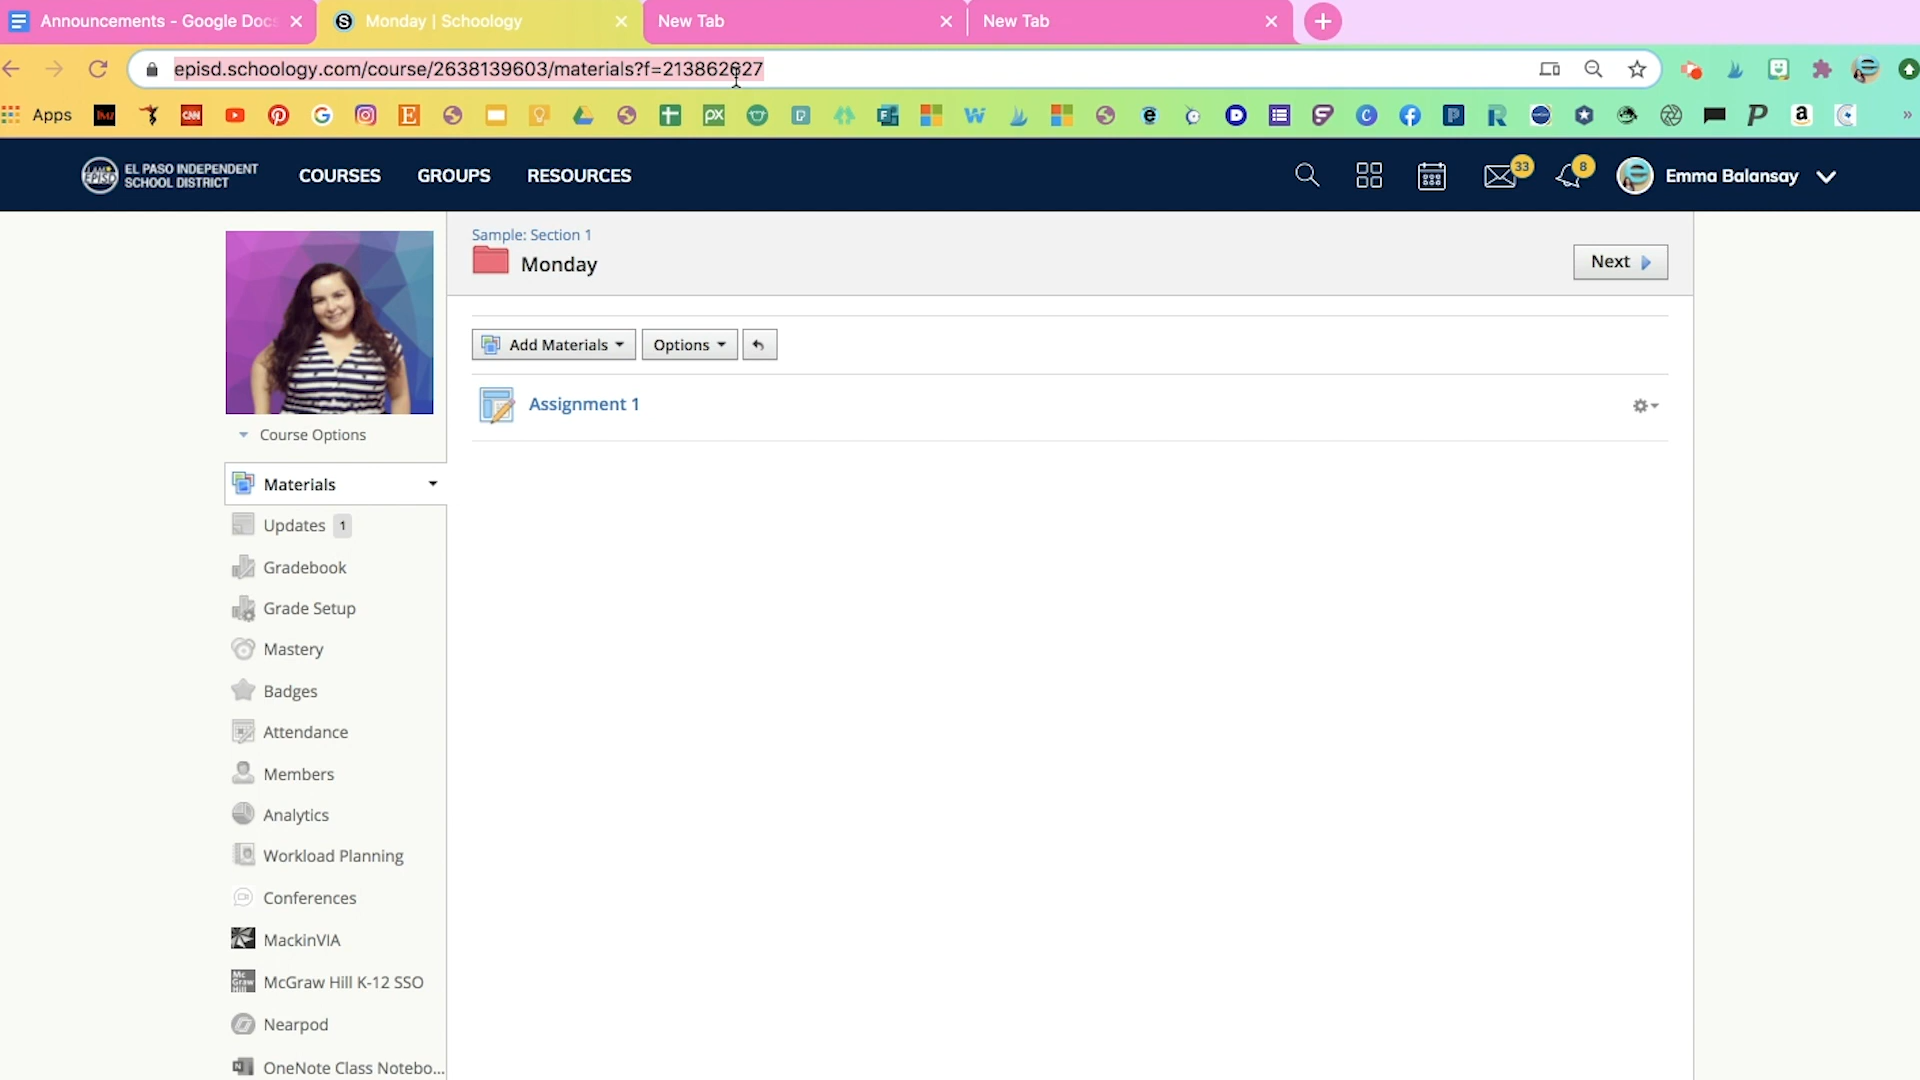 Announcements - Google Docs
Monday | Schoology
New Tab
New Tab
episd.schoology.com/course/2638139603/materials?f=213862627
Apps
EL PASO INDEPENDENT
SCHOOL DISTRICT
COURSES
GROUPS
RESOURCES
33
8
Emma Balansay
Sample: Section 1
Monday
Next
Add Materials
Options
Assignment 1
Course Options
Materials
Updates 1
Gradebook
Grade Setup
Mastery
Badges
Attendance
Members
Analytics
Workload Planning
Conferences
MackinVIA
McGraw Hill K-12 SSO
Nearpod
OneNote Class Notebo...